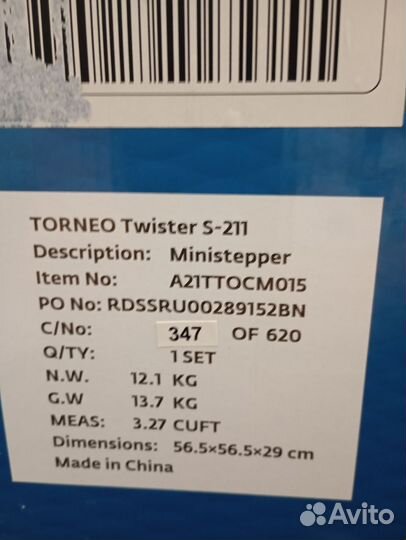 TORNEO Twister S-211
Description: Ministepper
Item No: A21TTOCM015
PO No: RDSSRU00289152BN
C/No: 347 OF 620
Q/TY: 1 SET
N.W. 12.1 KG
G.W 13.7 KG
MEAS: 3.27 CUFT
Dimensions: 56.5×56.5×29 cm
Made in China
Avito